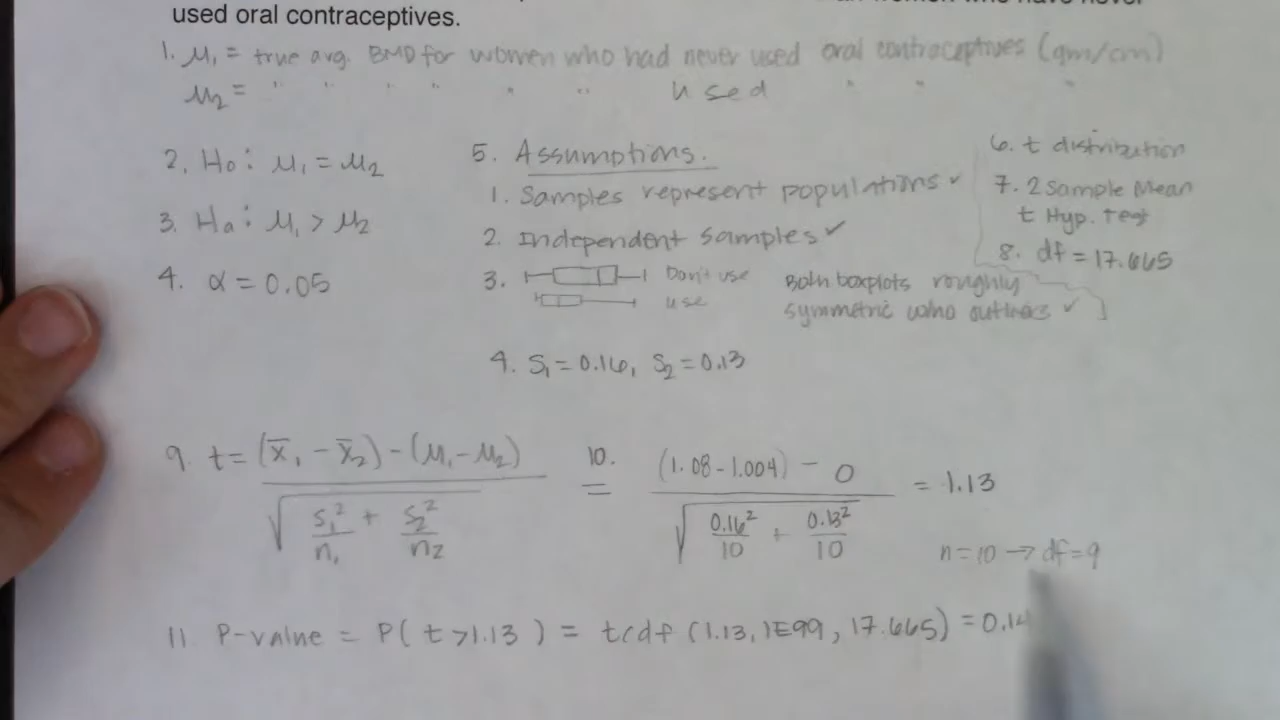 used oral contraceptives.
1. μ₁ = true avg. BMD for women who had never used oral contraceptives (gm/cm)
μ₂ = " " " " " " used " " "
2. Ho: μ₁ = μ₂
3. Ha: μ₁ > μ₂
4. α = 0.05
5. Assumptions.
1. Samples represent populations ✓
2. Independent samples ✓
3. Don't use
use
Both boxplots roughly
symmetric w/no outliers ✓
4. S₁ = 0.16, S₂ = 0.13
6. t distribution
7. 2 Sample Mean
t Hyp. Test
8. df = 17.665
9. t = (x̄₁ - x̄₂) - (μ₁ - μ₂) / √(s₁²/n₁ + s₂²/n₂)
10. = (1.08 - 1.004) - 0 / √(0.16²/10 + 0.13²/10) = 1.13
n = 10 → df = 9
11. P-value = P(t > 1.13) = tcdf(1.13, 1E99, 17.665) = 0.14